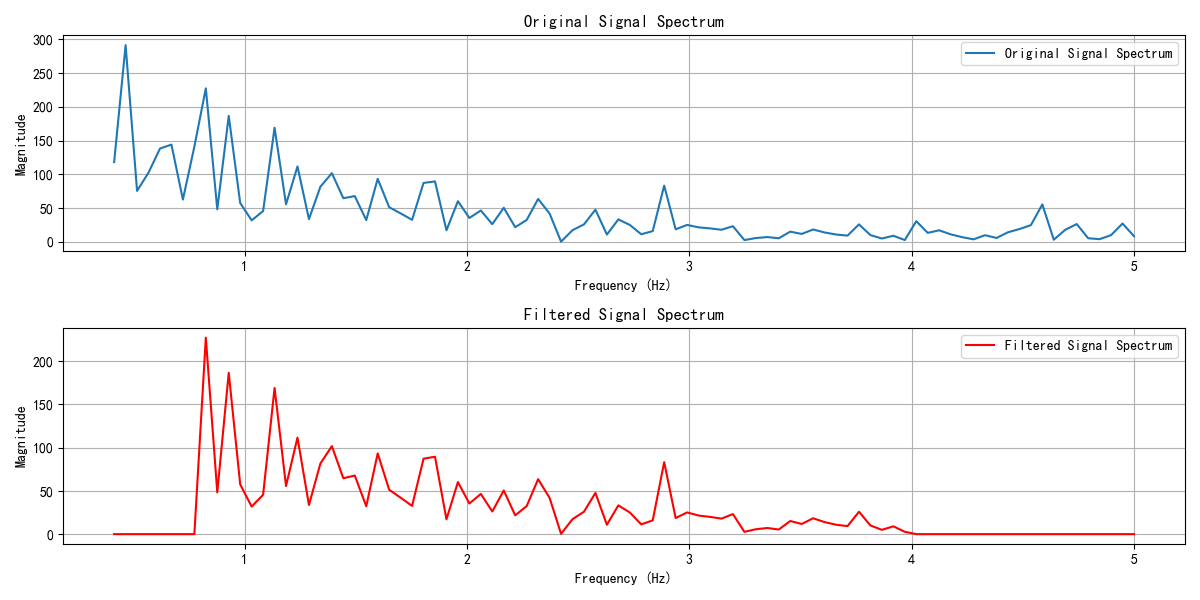 Original Signal Spectrum
300
250
200
150
100
50
0
Magnitude
Original Signal Spectrum
1 2 3 4 5
Frequency (Hz)
Filtered Signal Spectrum
200
150
100
50
0
Magnitude
Filtered Signal Spectrum
1 2 3 4 5
Frequency (Hz)